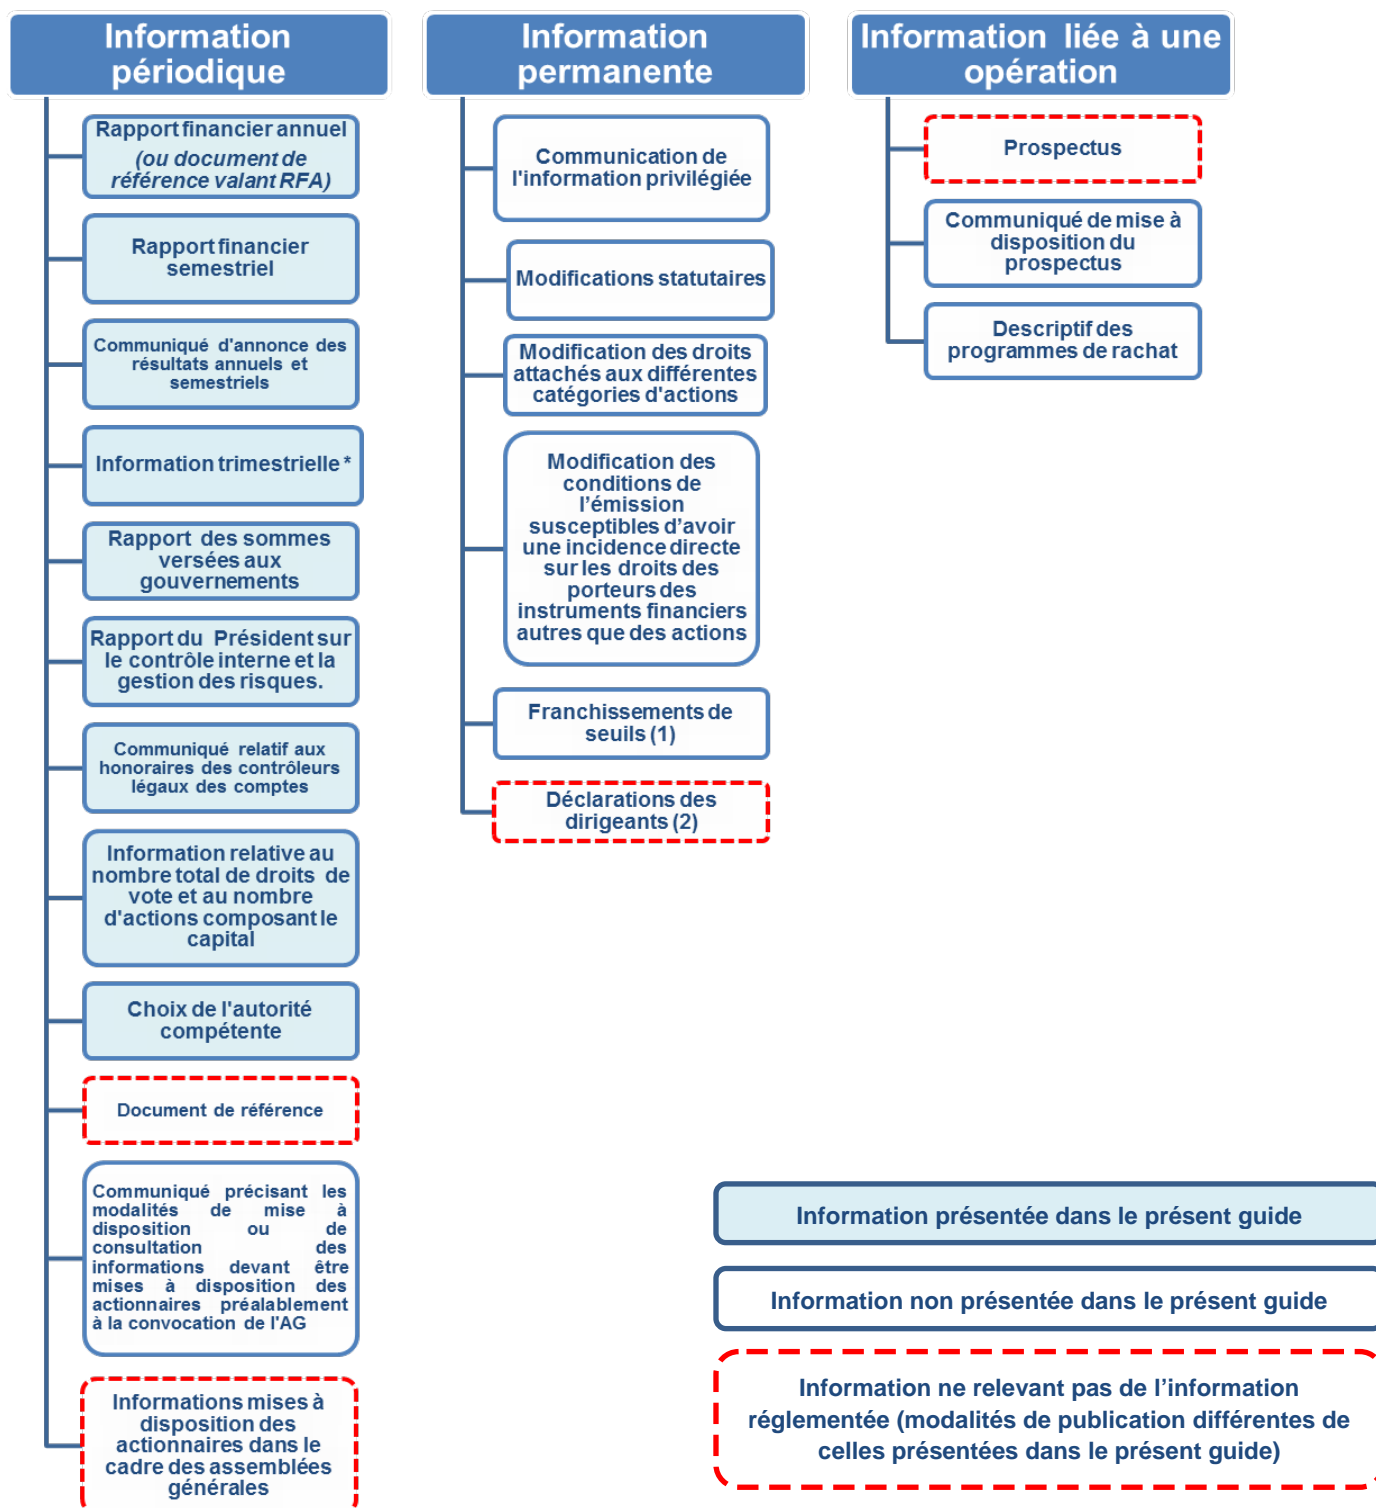 Information
périodique
Rapport financier annuel
(ou document de
référence valant RFA)
Rapport financier
semestriel
Communiqué d'annonce des
résultats annuels et
semestriels
Information trimestrielle *
Rapport des sommes
versées aux
gouvernements
Rapport du Président sur
le contrôle interne et la
gestion des risques.
Communiqué relatif aux
honoraires des contrôleurs
légaux des comptes
Information relative au
nombre total de droits de
vote et au nombre
d'actions composant le
capital
Choix de l'autorité
compétente
Document de référence
Communiqué précisant les
modalités de mise à
disposition ou de
consultation des
informations devant être
mises à disposition des
actionnaires préalablement
à la convocation de l'AG
Informations mises à
disposition des
actionnaires dans le
cadre des assemblées
générales
Information
permanente
Communication de
l'information privilégiée
Modifications statutaires
Modification des droits
attachés aux différentes
catégories d'actions
Modification des
conditions de
l’émission
susceptibles d’avoir
une incidence directe
sur les droits des
porteurs des
instruments financiers
autres que des actions
Franchissements de
seuils (1)
Déclarations des
dirigeants (2)
Information liée à une
opération
Prospectus
Communiqué de mise à
disposition du
prospectus
Descriptif des
programmes de rachat
Information présentée dans le présent guide
Information non présentée dans le présent guide
Information ne relevant pas de l’information
réglementée (modalités de publication différentes de
celles présentées dans le présent guide)